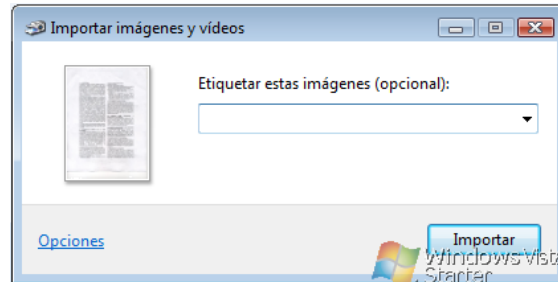 Importar imágenes y vídeos
Etiquetar estas imágenes (opcional):
Opciones
Importar
Windows Vista
Starter